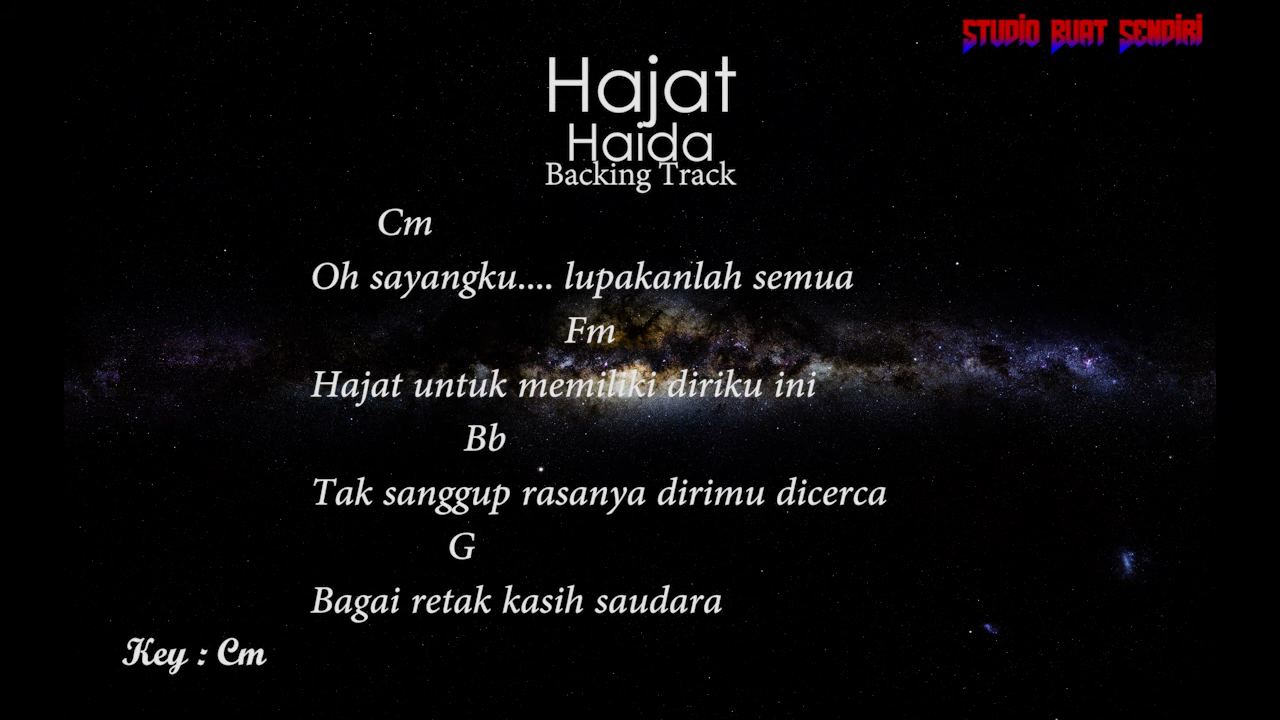 STUDIO BUAT SENDIRI
Hajat
Haida
Backing Track
Cm
Oh sayangku.... lupakanlah semua
Fm
Hajat untuk memiliki diriku ini
Bb
Tak sanggup rasanya dirimu dicerca
G
Bagai retak kasih saudara
Key : Cm